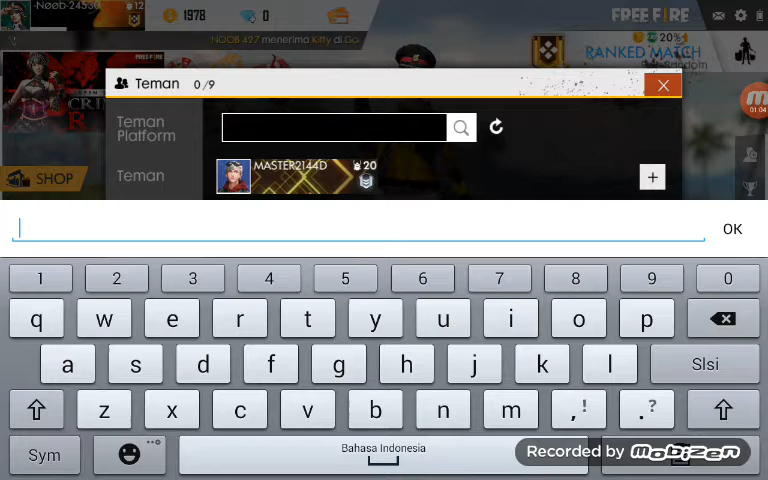 Noob-24530 12
1978
0
FREE FIRE
NOOB 427 menerima Kitty di Go
20%
RANKED MATCH
Teman 0/9
Teman
Platform
MASTER2144D 20
Teman
+
SHOP
1:04
OK
1 2 3 4 5 6 7 8 9 0
q w e r t y u i o p
a s d f g h j k l Slsi
z x c v b n m ,! .?
Sym Bahasa Indonesia
Recorded by mobizen